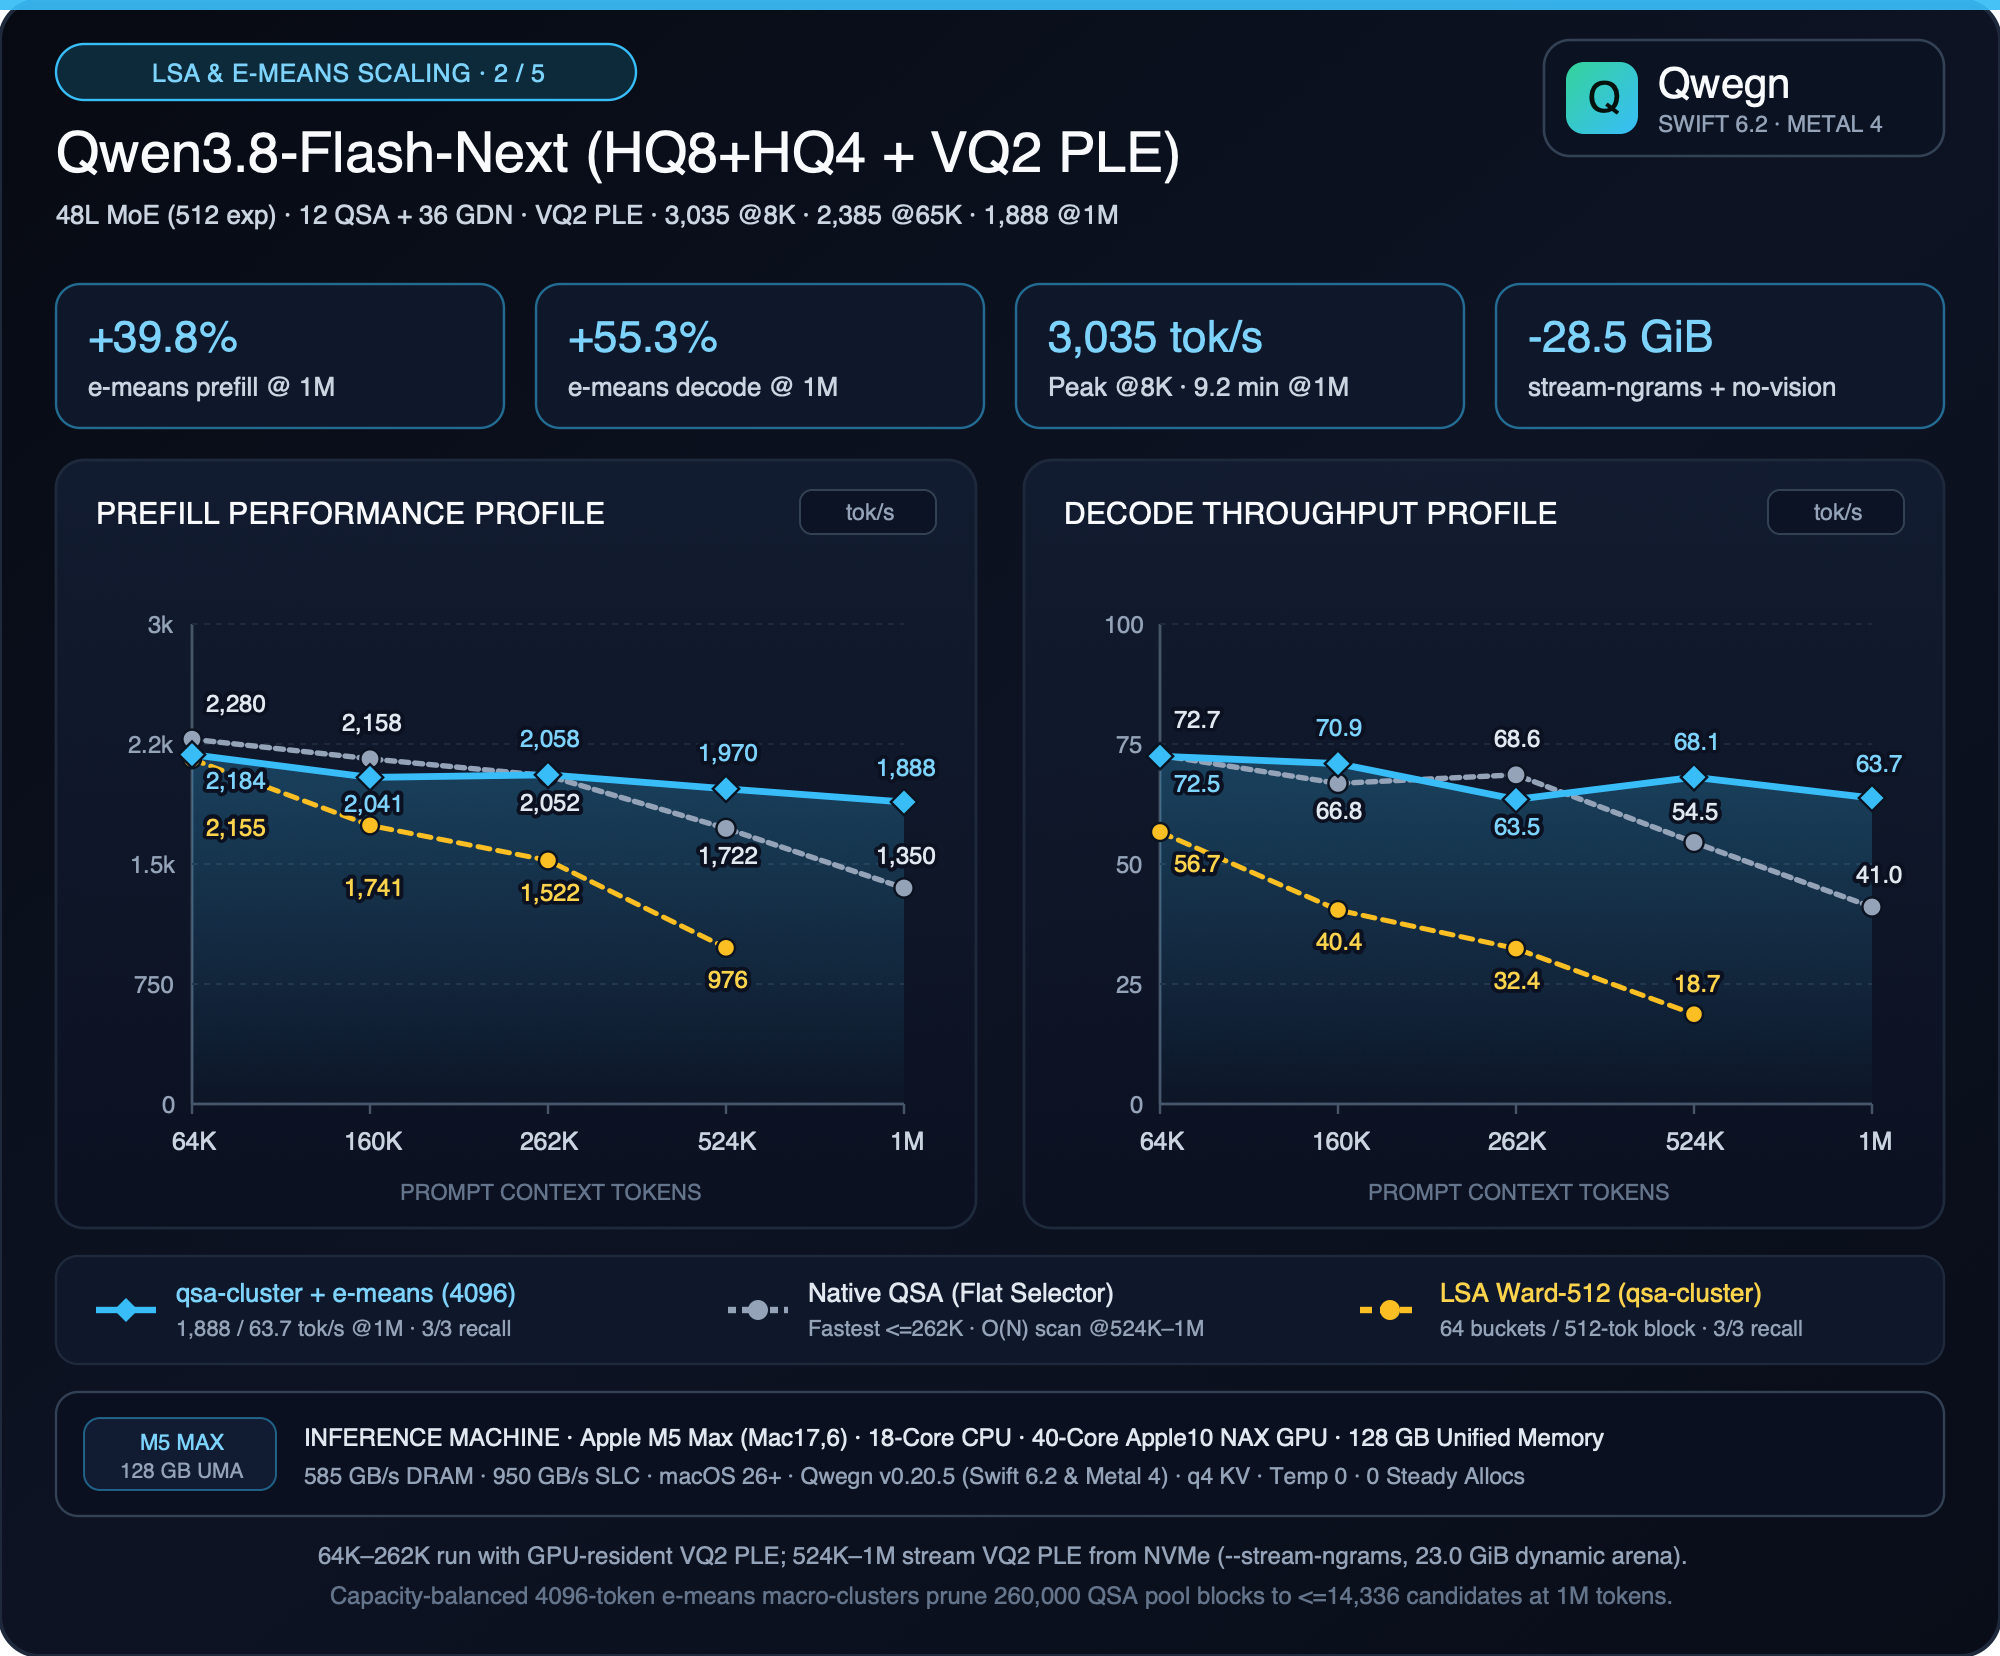 LSA & E-MEANS SCALING · 2 / 5
Q
Qwegn
SWIFT 6.2 · METAL 4
Qwen3.8-Flash-Next (HQ8+HQ4 + VQ2 PLE)
48L MoE (512 exp) · 12 QSA + 36 GDN · VQ2 PLE · 3,035 @8K · 2,385 @65K · 1,888 @1M
+39.8%
e-means prefill @ 1M
+55.3%
e-means decode @ 1M
3,035 tok/s
Peak @8K · 9.2 min @1M
-28.5 GiB
stream-ngrams + no-vision
PREFILL PERFORMANCE PROFILE
tok/s
3k
2.2k
1.5k
750
0
2,280
2,158
2,058
1,970
1,888
2,184
2,041
2,052
1,722
1,350
2,155
1,741
1,522
976
64K 160K 262K 524K 1M
PROMPT CONTEXT TOKENS
DECODE THROUGHPUT PROFILE
tok/s
100
75
50
25
0
72.7
70.9
68.6
68.1
63.7
72.5
66.8
63.5
54.5
41.0
56.7
40.4
32.4
18.7
64K 160K 262K 524K 1M
PROMPT CONTEXT TOKENS
qsa-cluster + e-means (4096)
1,888 / 63.7 tok/s @1M · 3/3 recall
Native QSA (Flat Selector)
Fastest <=262K · O(N) scan @524K–1M
LSA Ward-512 (qsa-cluster)
64 buckets / 512-tok block · 3/3 recall
M5 MAX
128 GB UMA
INFERENCE MACHINE · Apple M5 Max (Mac17,6) · 18-Core CPU · 40-Core Apple10 NAX GPU · 128 GB Unified Memory
585 GB/s DRAM · 950 GB/s SLC · macOS 26+ · Qwegn v0.20.5 (Swift 6.2 & Metal 4) · q4 KV · Temp 0 · 0 Steady Allocs
64K–262K run with GPU-resident VQ2 PLE; 524K–1M stream VQ2 PLE from NVMe (--stream-ngrams, 23.0 GiB dynamic arena).
Capacity-balanced 4096-token e-means macro-clusters prune 260,000 QSA pool blocks to <=14,336 candidates at 1M tokens.